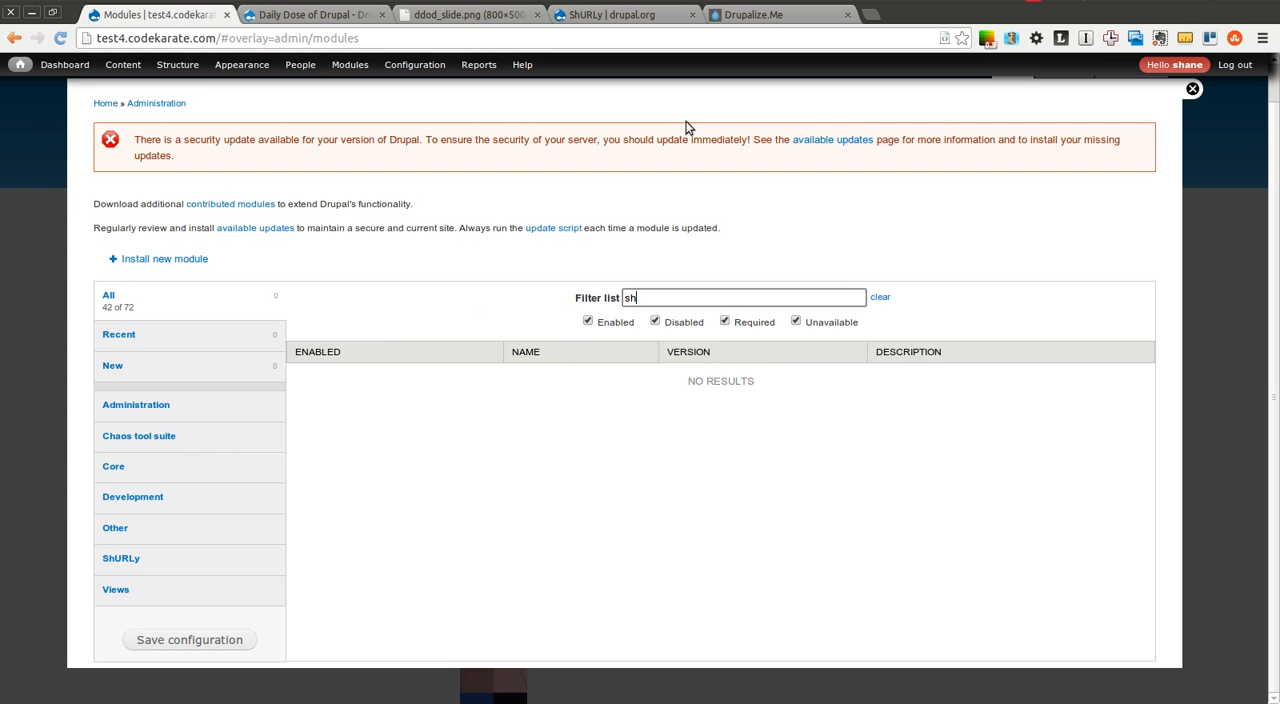 Modules | test4.codekara
Daily Dose of Drupal - Dr
ddod_slide.png (800×500
ShURLy | drupal.org
Drupalize.Me
test4.codekarate.com/#overlay=admin/modules
Dashboard Content Structure Appearance People Modules Configuration Reports Help Hello shane Log out
Home » Administration
There is a security update available for your version of Drupal. To ensure the security of your server, you should update immediately! See the available updates page for more information and to install your missing
updates.
Download additional contributed modules to extend Drupal's functionality.
Regularly review and install available updates to maintain a secure and current site. Always run the update script each time a module is updated.
+ Install new module
All 0
42 of 72
Recent 0
New 0
Administration
Chaos tool suite
Core
Development
Other
ShURLy
Views
Save configuration
Filter list sh clear
Enabled Disabled Required Unavailable
ENABLED NAME VERSION DESCRIPTION
NO RESULTS